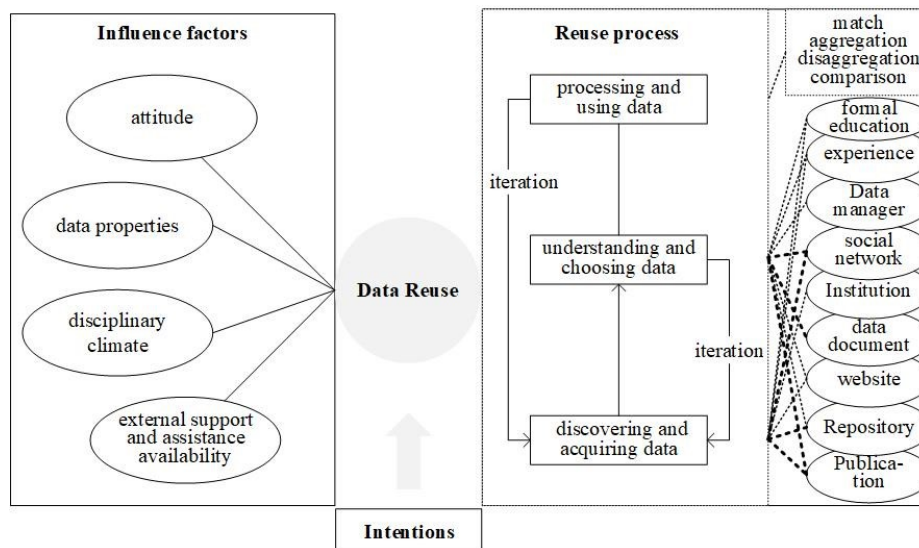 Influence factors
attitude
data properties
disciplinary
climate
external support
and assistance
availability
Data Reuse
Intentions
Reuse process
processing and
using data
iteration
understanding and
choosing data
iteration
discovering and
acquiring data
match
aggregation
disaggregation
comparison
formal
education
experience
Data
manager
social
network
Institution
data
document
website
Repository
Publica-
tion